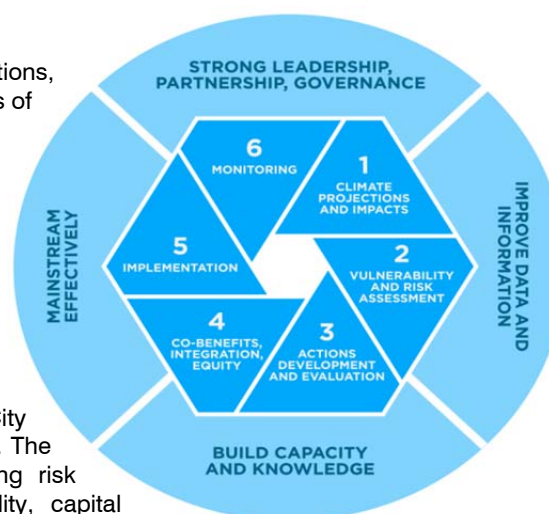 tions,
s of
STRONG LEADERSHIP,
PARTNERSHIP, GOVERNANCE
6
MONITORING
1
CLIMATE
PROJECTIONS
AND IMPACTS
MAINSTREAM
EFFECTIVELY
5
IMPLEMENTATION
2
VULNERABILITY
AND RISK
ASSESSMENT
IMPROVE DATA AND
INFORMATION
4
CO-BENEFITS,
INTEGRATION,
EQUITY
3
ACTIONS
DEVELOPMENT
AND EVALUATION
BUILD CAPACITY
AND KNOWLEDGE
City
. The
ng risk
lity, capital